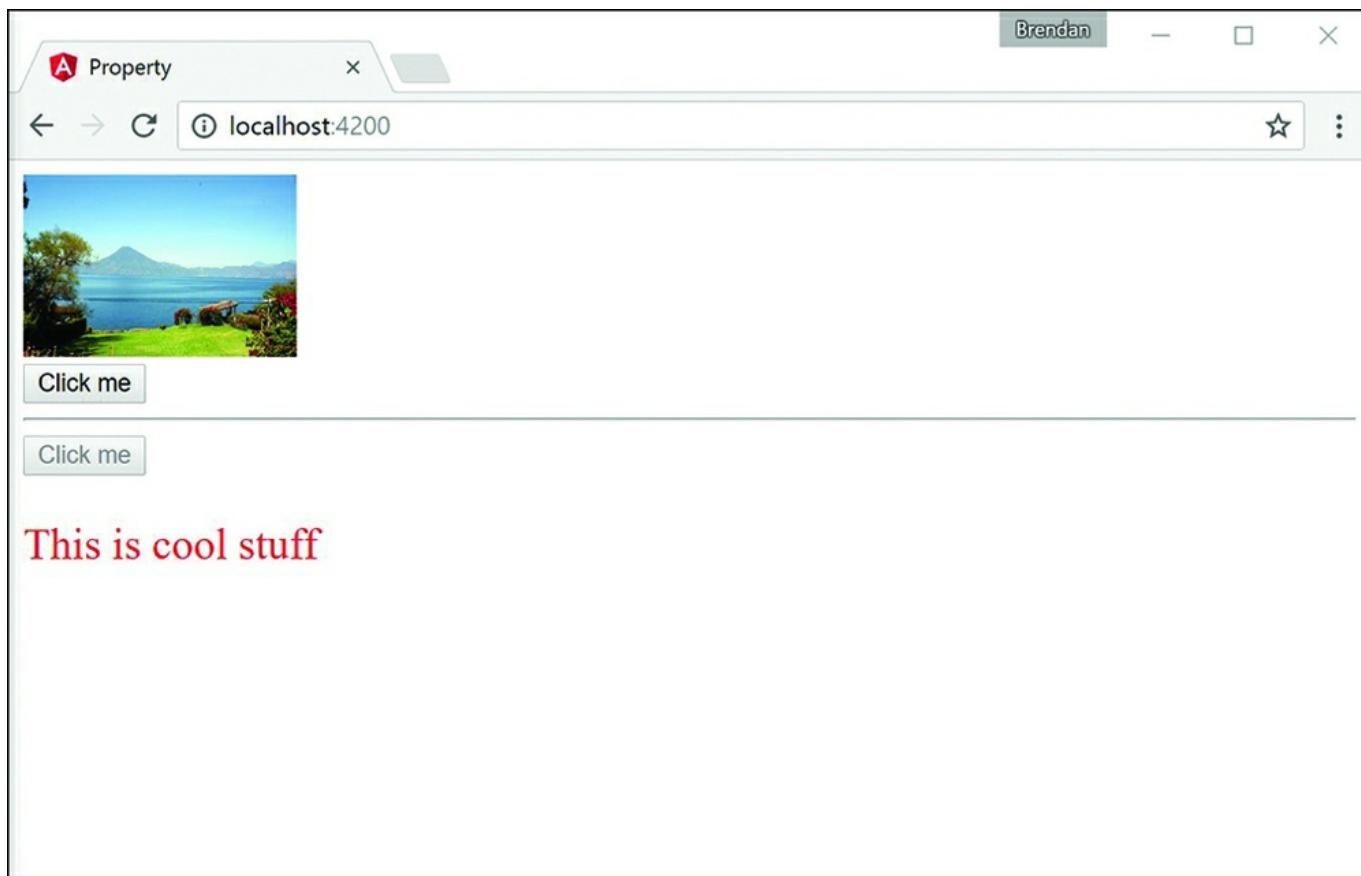 Brendan
Property
localhost:4200
Click me
Click me
This is cool stuff